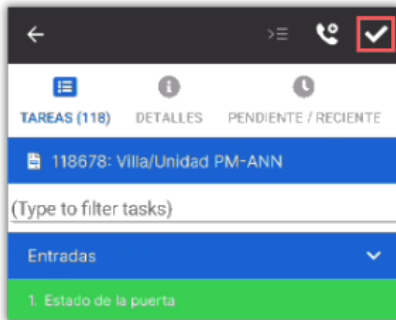 TAREAS (118) DETALLES PENDIENTE / RECIENTE
118678: Villa/Unidad PM-ANN
(Type to filter tasks)
Entradas
1. Estado de la puerta